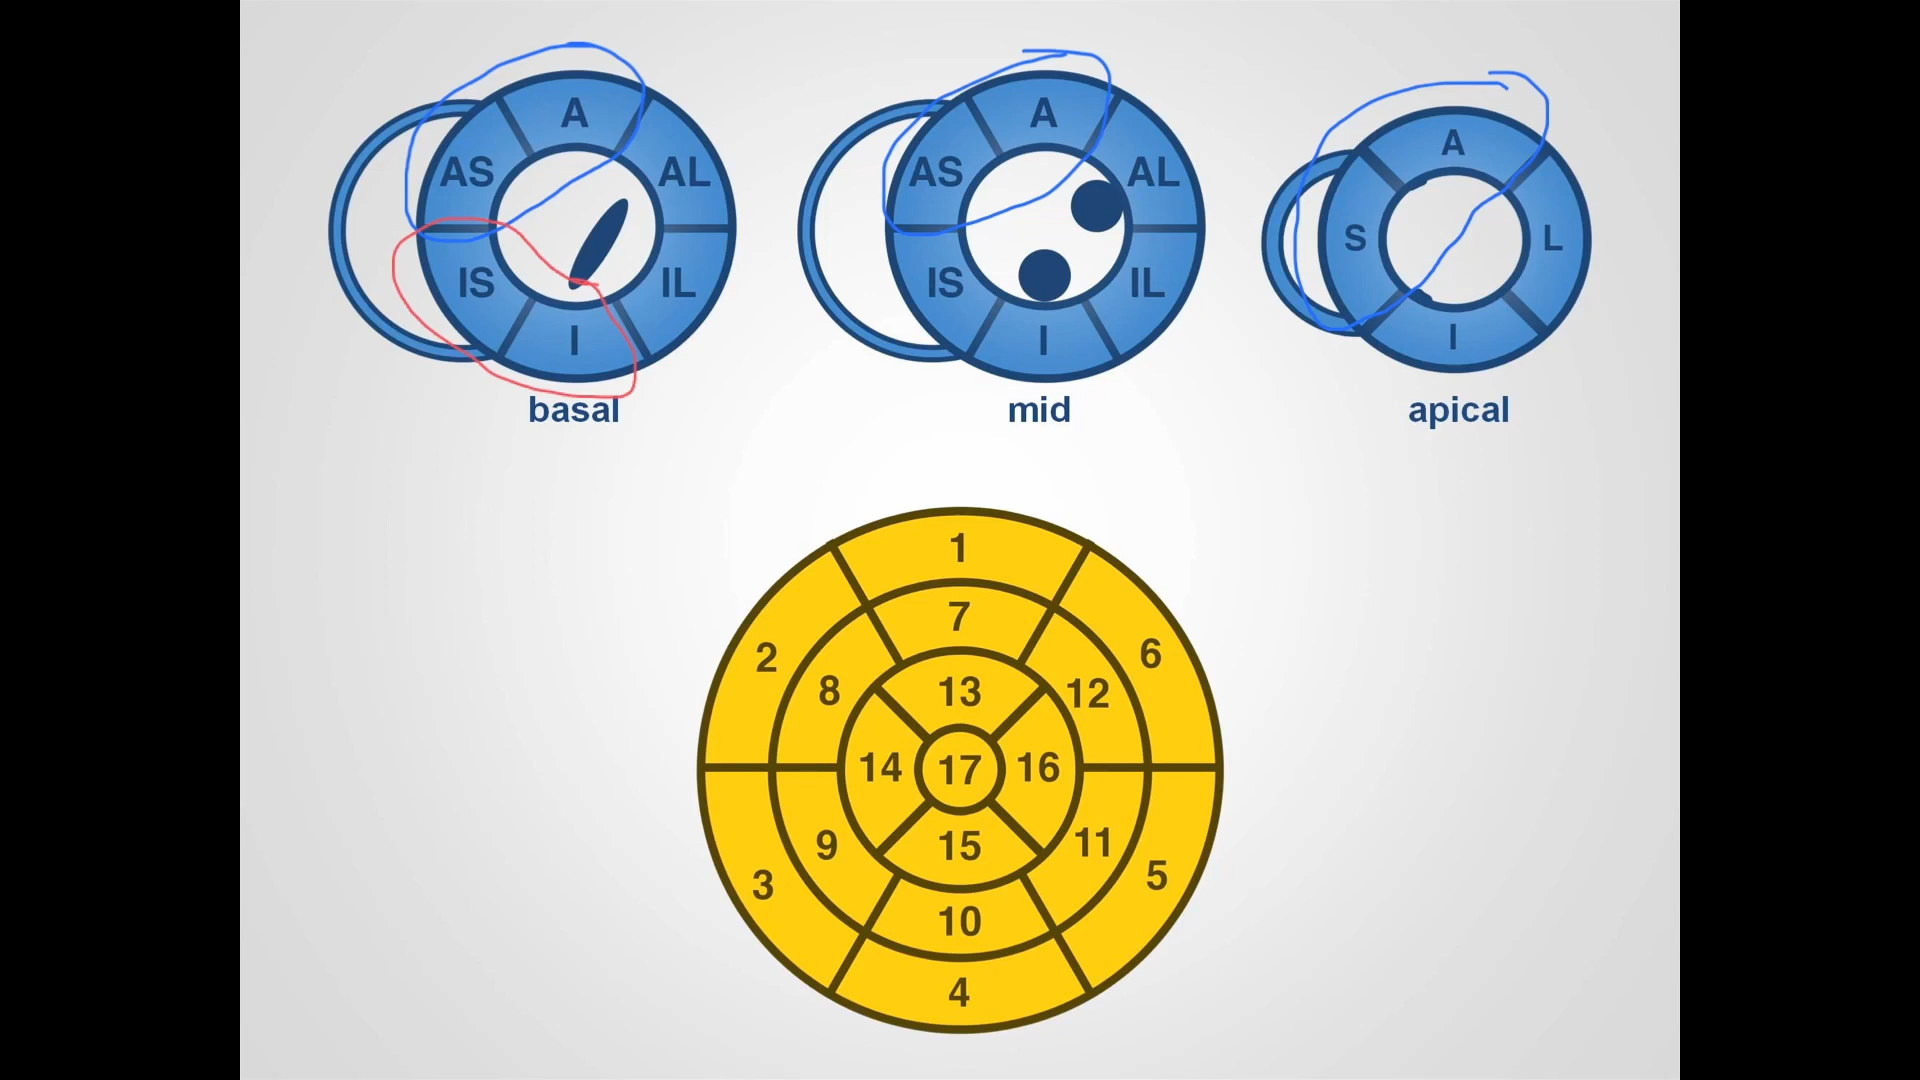 A
AS AL
IS IL
I
basal
A
AS AL
IS IL
I
mid
A
S L
I
apical
1
2 6
7
8 12
13
14 17 16
15
9 11
3 5
10
4